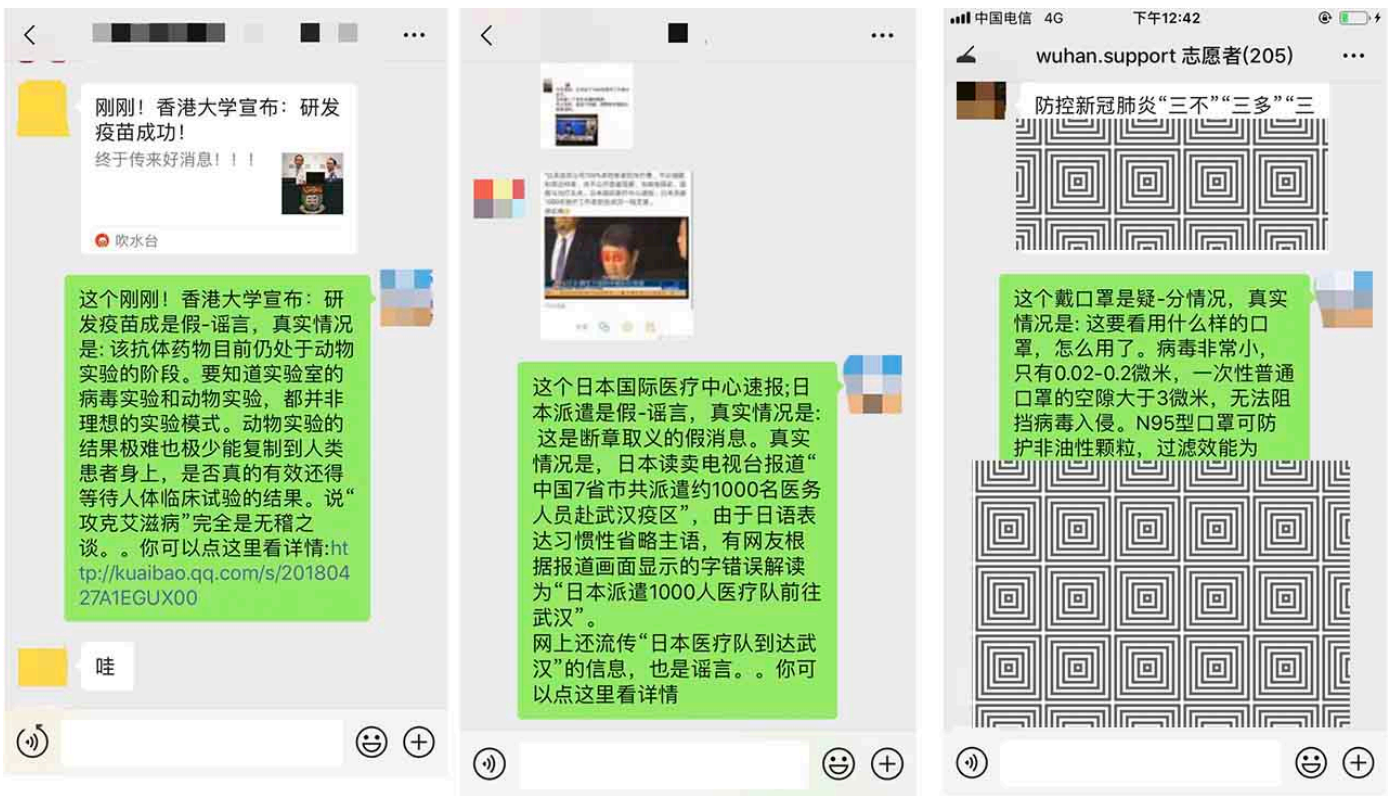 刚刚！香港大学宣布：研发
疫苗成功！
终于传来好消息！！！
吹水台
这个刚刚！香港大学宣布：研
发疫苗成是假-谣言，真实情况
是: 该抗体药物目前仍处于动物
实验的阶段。要知道实验室的
病毒实验和动物实验，都并非
理想的实验模式。动物实验的
结果极难也极少能复制到人类
患者身上，是否真的有效还得
等待人体临床试验的结果。说“
攻克艾滋病”完全是无稽之
谈。。你可以点这里看详情:ht
tp://kuaibao.qq.com/s/201804
27A1EGUX00
哇
这个日本国际医疗中心速报;日
本派遣是假-谣言，真实情况是:
这是断章取义的假消息。真实
情况是，日本读卖电视台报道“
中国7省市共派遣约1000名医务
人员赴武汉疫区”，由于日语表
达习惯性省略主语，有网友根
据报道画面显示的字错误解读
为“日本派遣1000人医疗队前往
武汉”。
网上还流传“日本医疗队到达武
汉”的信息，也是谣言。。你可
以点这里看详情
中国电信 4G 下午12:42
wuhan.support 志愿者(205)
防控新冠肺炎“三不”“三多”“三
这个戴口罩是疑-分情况，真实
情况是: 这要看用什么样的口
罩，怎么用了。病毒非常小，
只有0.02-0.2微米，一次性普通
口罩的空隙大于3微米，无法阻
挡病毒入侵。N95型口罩可防
护非油性颗粒，过滤效能为